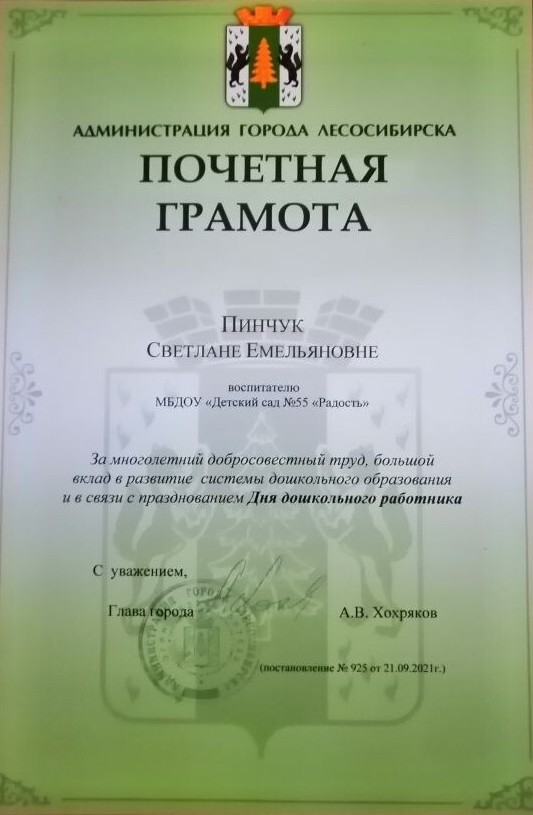 АДМИНИСТРАЦИЯ ГОРОДА ЛЕСОСИБИРСКА
ПОЧЕТНАЯ
ГРАМОТА
ПИНЧУК
СВЕТЛАНЕ ЕМЕЛЬЯНОВНЕ
воспитателю
МБДОУ «Детский сад №55 «Радость»
За многолетний добросовестный труд, большой
вклад в развитие системы дошкольного образования
и в связи с празднованием Дня дошкольного работника
С уважением,
Глава города А.В. Хохряков
(постановление № 925 от 21.09.2021г.)